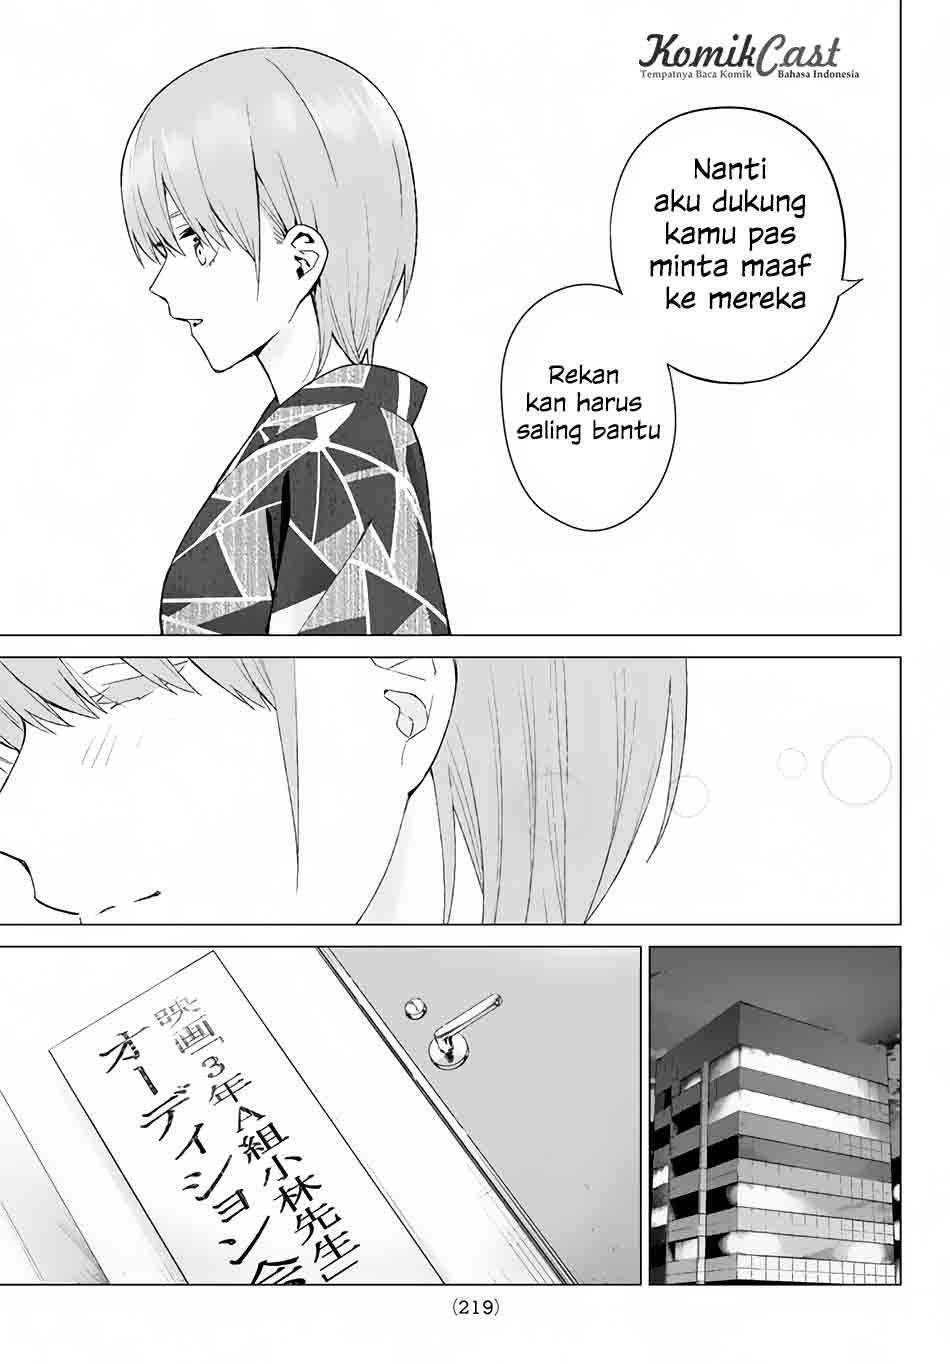 KomikCast
Tempatnya Baca Komik Bahasa Indonesia
Nanti
aku dukung
kamu pas
minta maaf
ke mereka
Rekan
kan harus
saling bantu
映画「3年A組小林先生」
オーディション会
(219)